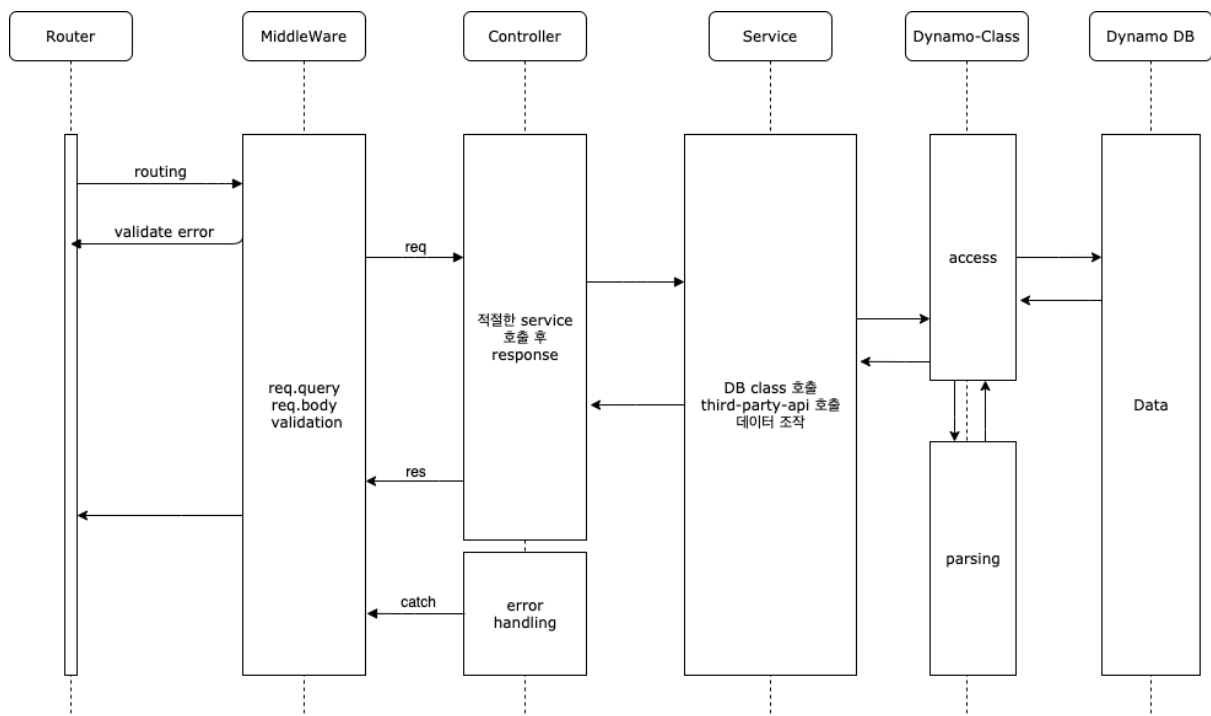 Router
MiddleWare
Controller
Service
Dynamo-Class
Dynamo DB
routing
validate error
req
access
적절한 service
호출 후
response
req.query
req.body
validation
DB class 호출
third-party-api 호출
데이터 조작
Data
res
parsing
catch
error
handling